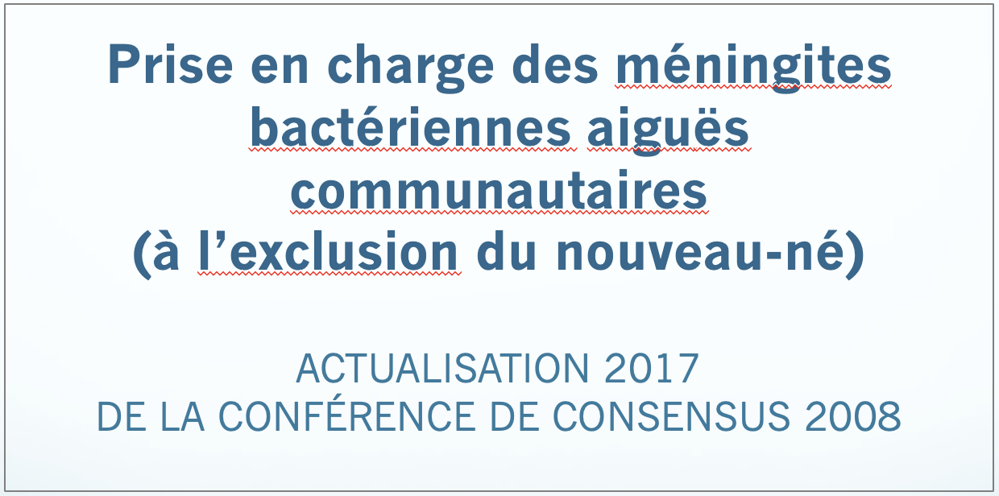 Prise en charge des méningites
bactériennes aiguës
communautaires
(à l’exclusion du nouveau-né)
ACTUALISATION 2017
DE LA CONFÉRENCE DE CONSENSUS 2008